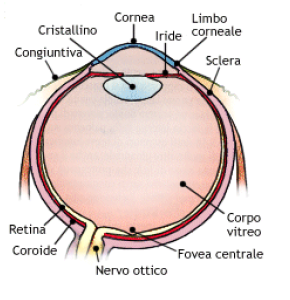 Cornea
Limbo
corneale
Cristallino
Iride
Congiuntiva
Sclera
Retina
Coroide
Corpo
vitreo
Fovea centrale
Nervo ottico